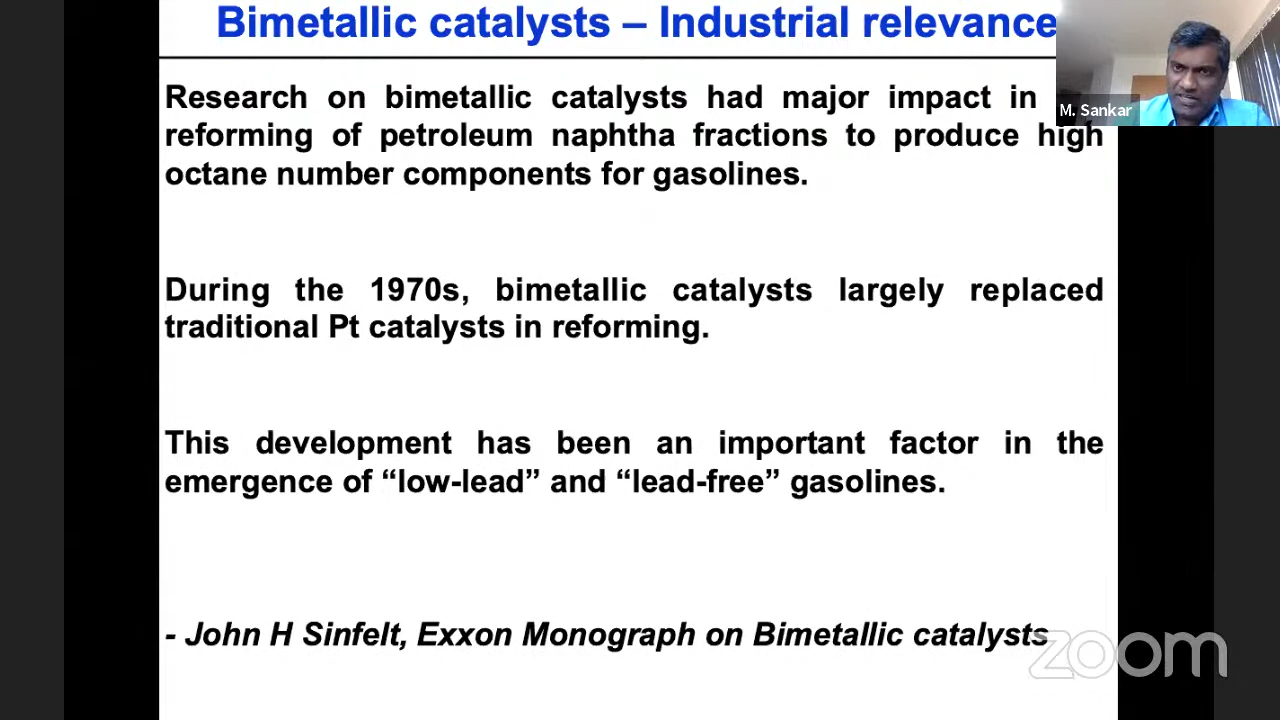 Bimetallic catalysts – Industrial relevance
M. Sankar
Research on bimetallic catalysts had major impact in
reforming of petroleum naphtha fractions to produce high
octane number components for gasolines.
During the 1970s, bimetallic catalysts largely replaced
traditional Pt catalysts in reforming.
This development has been an important factor in the
emergence of “low-lead” and “lead-free” gasolines.
- John H Sinfelt, Exxon Monograph on Bimetallic catalysts
zoom